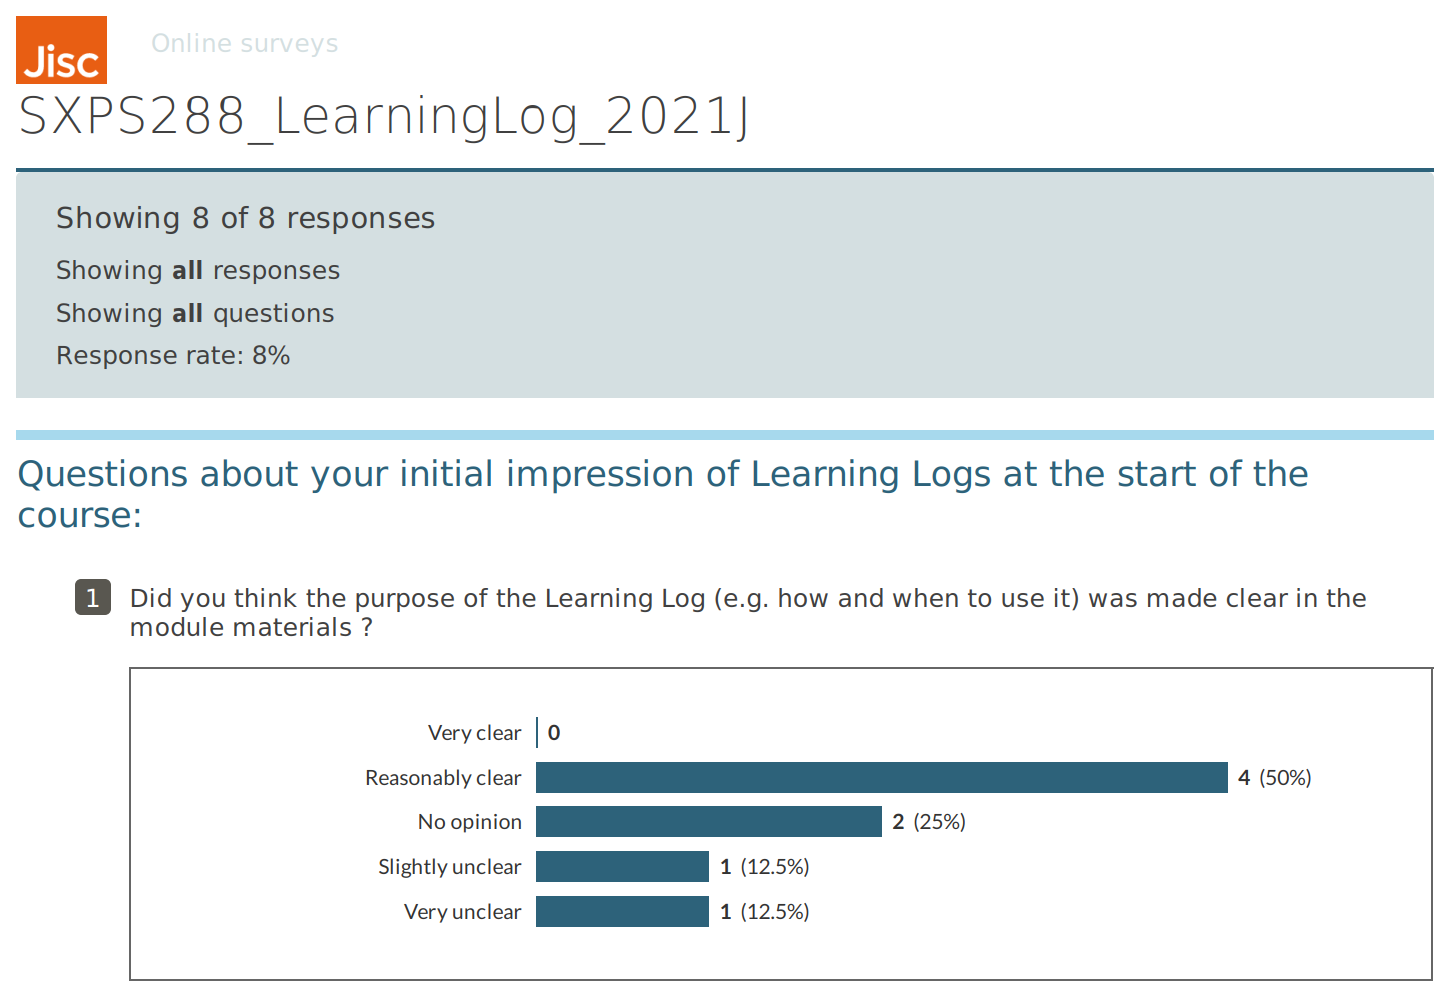 Jisc
Online surveys
SXPS288_LearningLog_2021J
Showing 8 of 8 responses
Showing all responses
Showing all questions
Response rate: 8%
Questions about your initial impression of Learning Logs at the start of the
course:
1 Did you think the purpose of the Learning Log (e.g. how and when to use it) was made clear in the
module materials ?
Very clear 0
Reasonably clear 4 (50%)
No opinion 2 (25%)
Slightly unclear 1 (12.5%)
Very unclear 1 (12.5%)